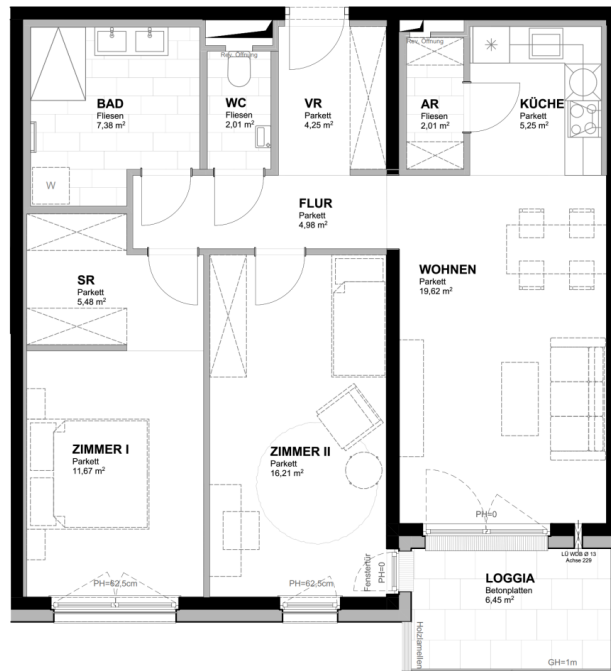 Rev. Öffnung
Rev. Öffnung
BAD
Fliesen
7,38 m²
WC
Fliesen
2,01 m²
VR
Parkett
4,25 m²
AR
Fliesen
2,01 m²
KÜCHE
Parkett
5,25 m²
W
FLUR
Parkett
4,98 m²
SR
Parkett
5,48 m²
WOHNEN
Parkett
19,62 m²
ZIMMER I
Parkett
11,67 m²
ZIMMER II
Parkett
16,21 m²
PH=0
LÜ WDB Ø 13
Achse 229
PH=62,5cm
PH=62,5cm
Fenstertür
PH=0
LOGGIA
Betonplatten
6,45 m²
Holzlamellen
GH=1m